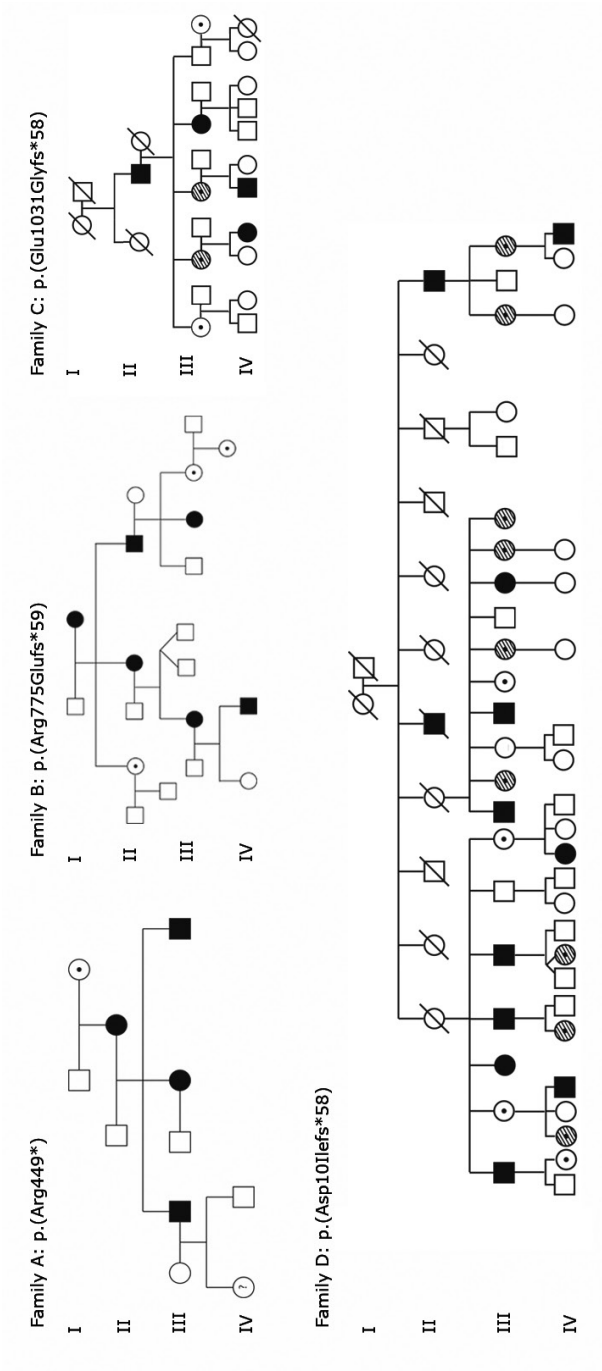 Family A: p.(Arg449*)
I
II
III
IV
?
Family B: p.(Arg775Glufs*59)
I
II
III
IV
Family C: p.(Glu1031Glyfs*58)
I
II
III
IV
Family D: p.(Asp10Ilefs*58)
I
II
III
IV